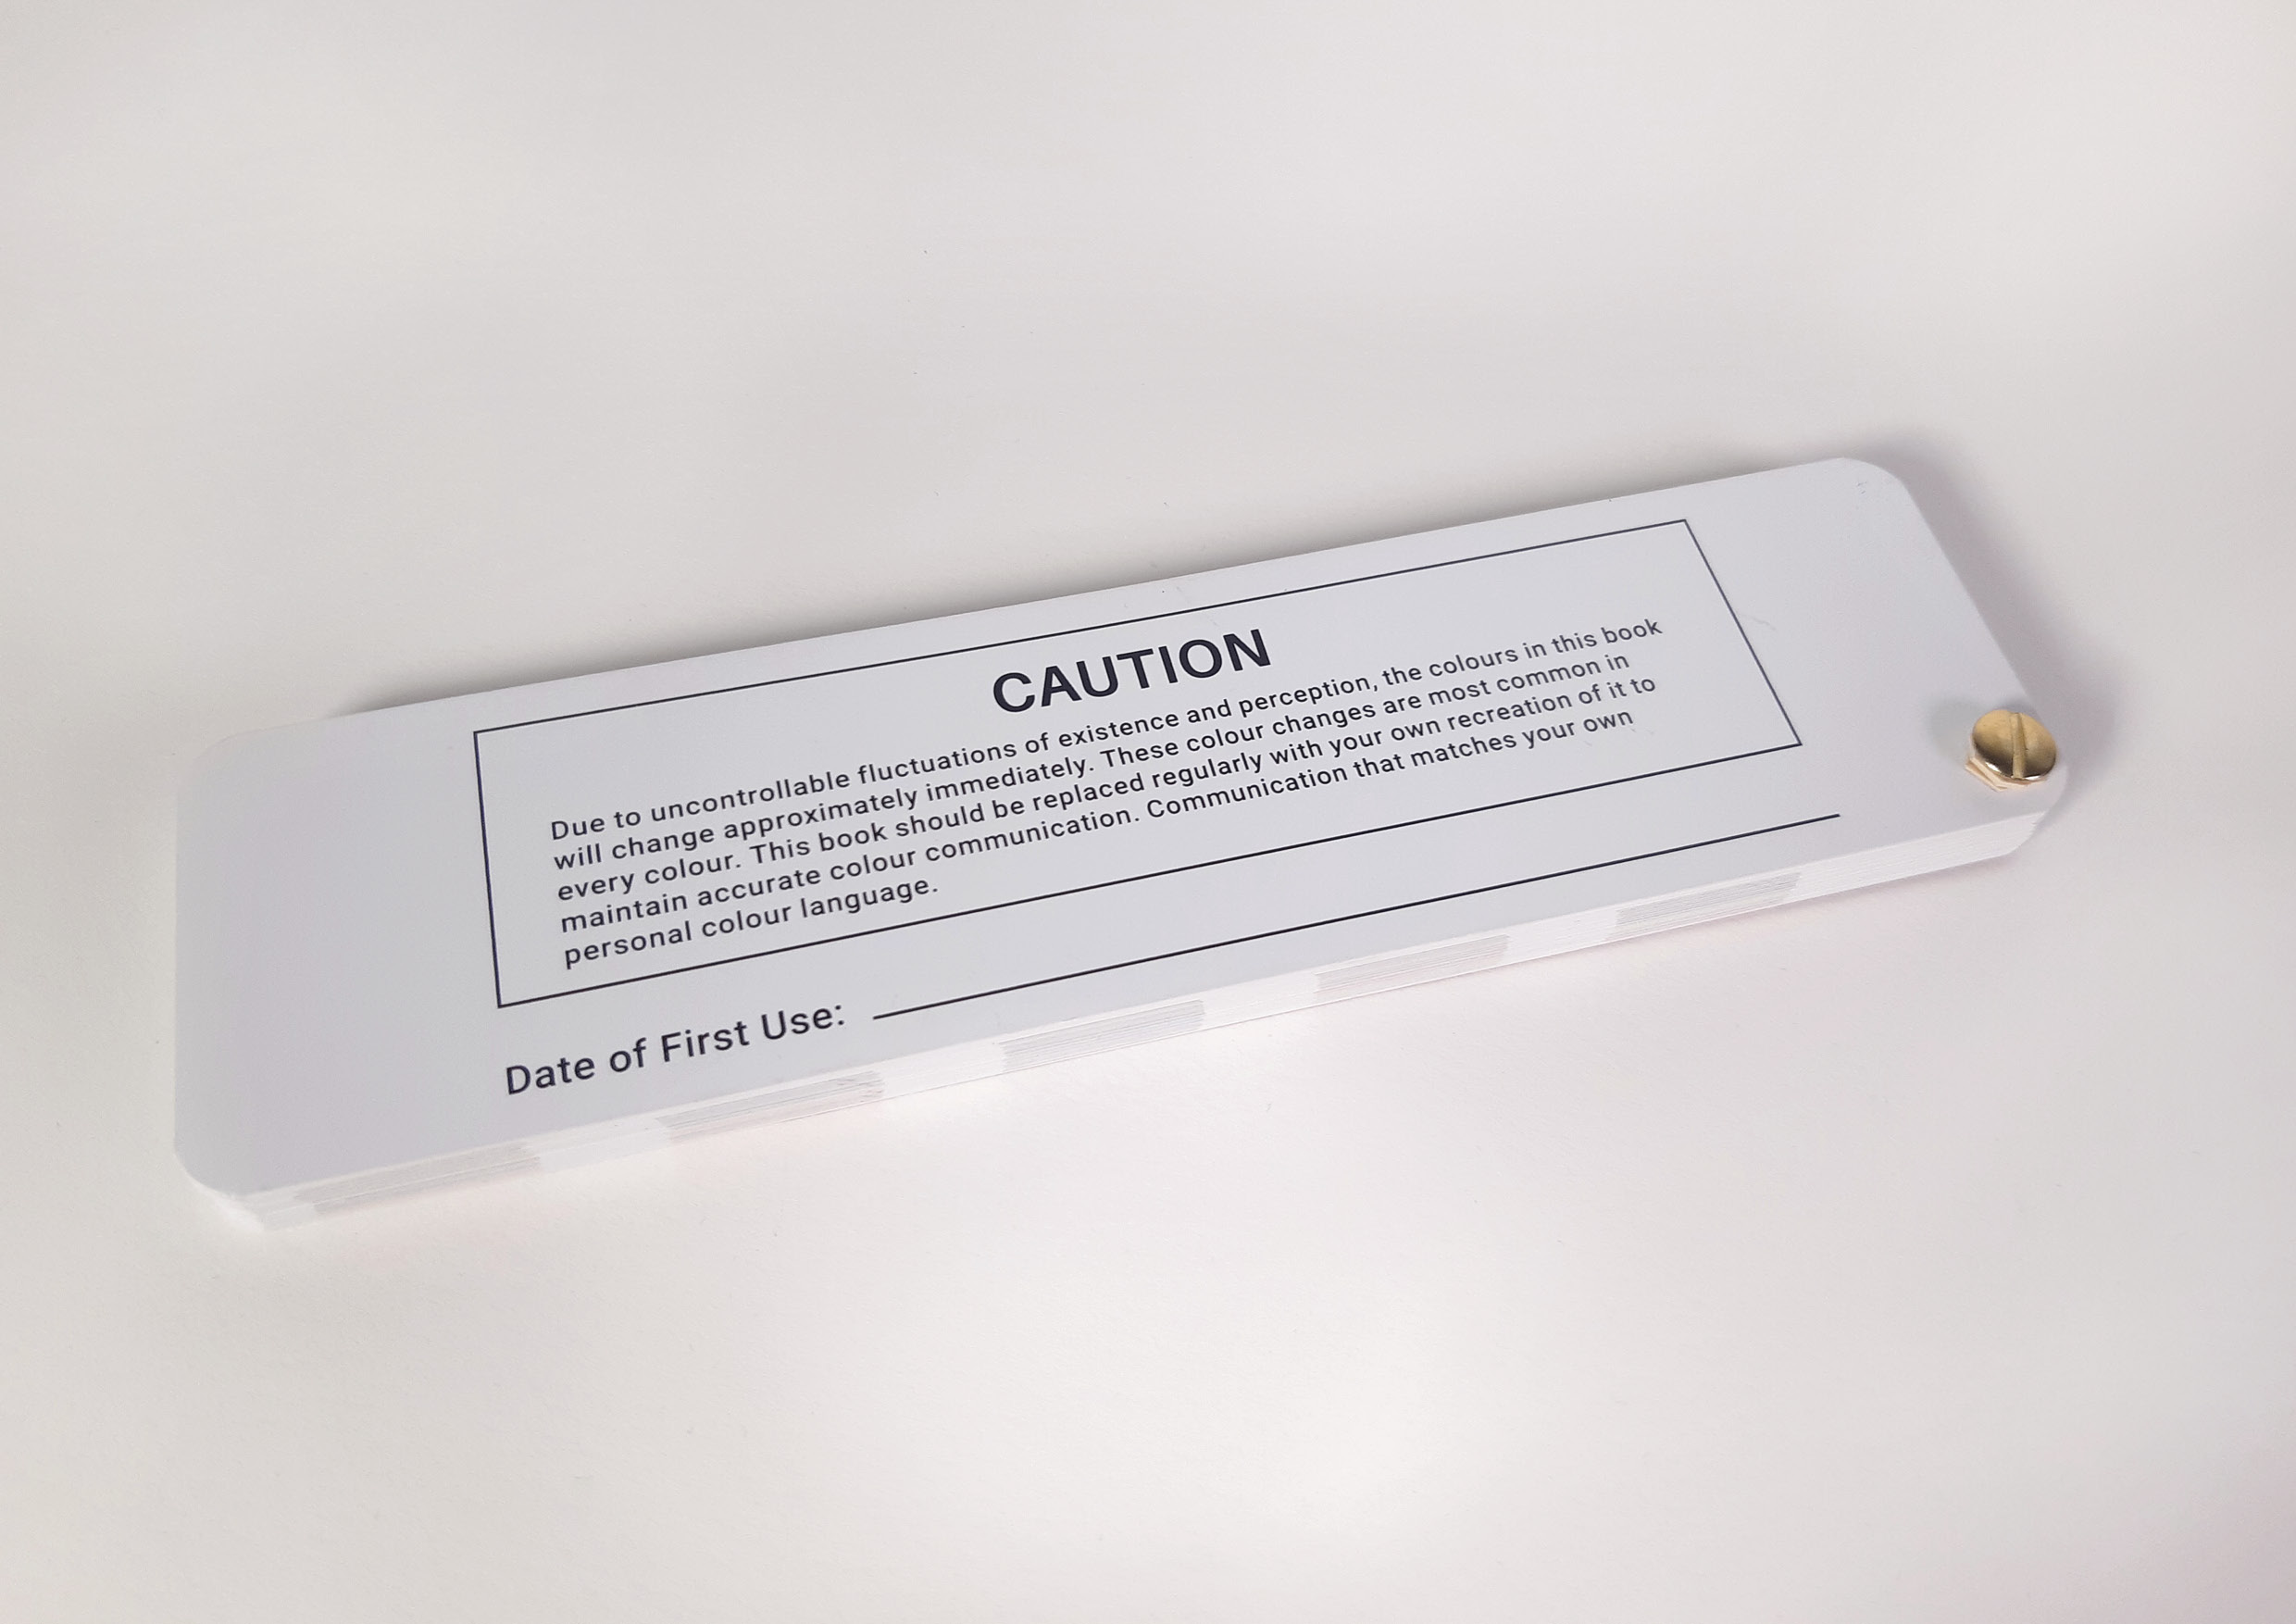 CAUTION
Due to uncontrollable fluctuations of existence and perception, the colours in this book
will change approximately immediately. These colour changes are most common in
every colour. This book should be replaced regularly with your own recreation of it to
maintain accurate colour communication. Communication that matches your own
personal colour language.
Date of First Use: